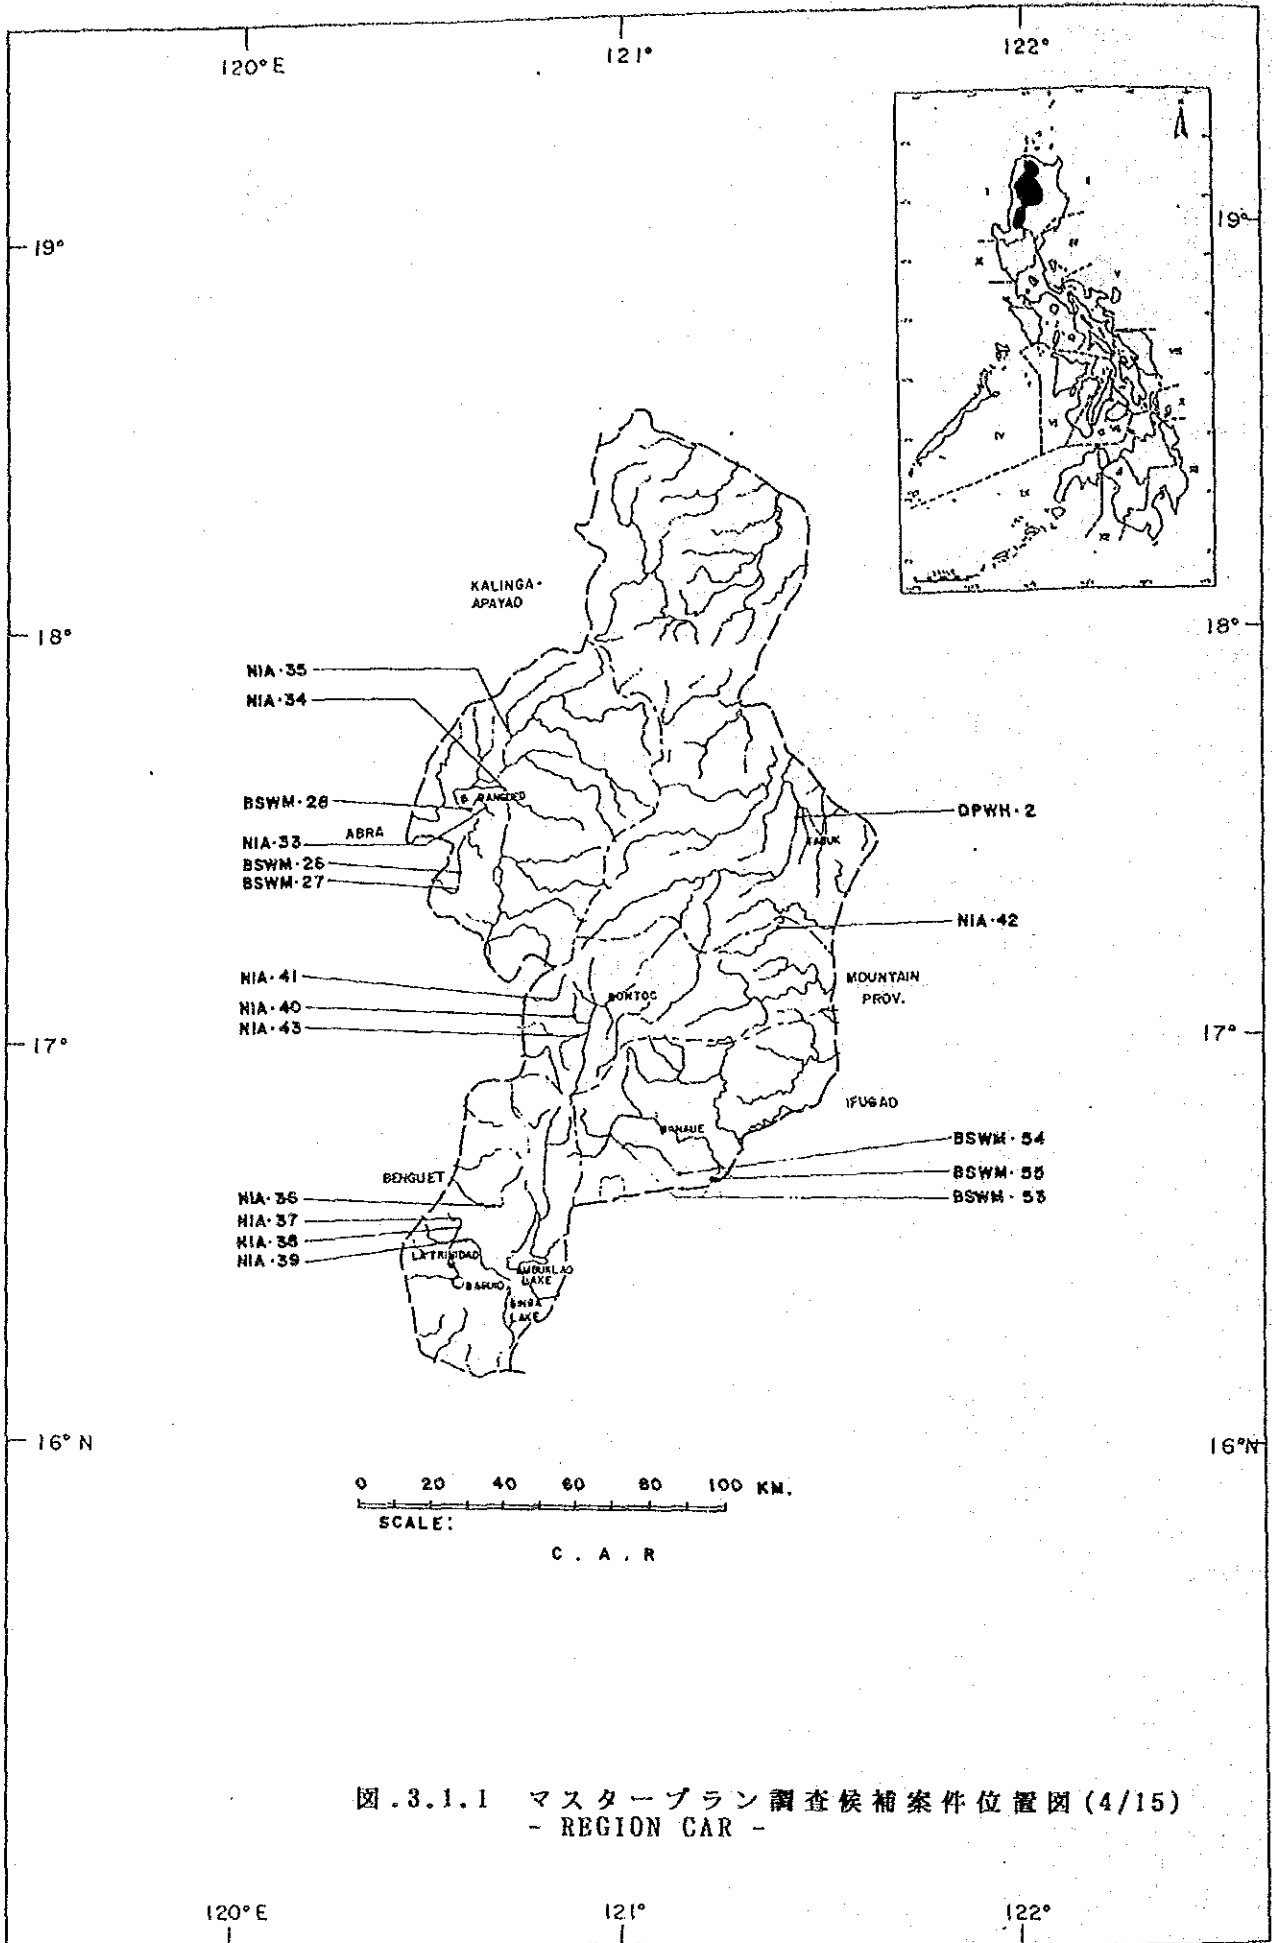 120°E
121°
122°
19°
19°
KALINGA-
APAYAO
18°
18°
NIA·35
NIA·34
BSWM·28
NIA·33
ABRA
BSWM·26
BSWM·27
DPWH·2
NIA·42
NIA·41
BONTOC
MOUNTAIN
PROV.
NIA·40
NIA·43
17°
17°
IFUGAO
BANAUE
BSWM·54
BENGUET
BSWM·55
NIA·36
BSWM·53
NIA·37
NIA·38
NIA·39
LA TRINIDAD
AMBUKLAO
LAKE
BAGUIO
LAKE
16°N
16°N
0 20 40 60 80 100 KM.
SCALE:
C . A . R
図.3.1.1 マスタープラン調査候補案件位置図(4/15)
- REGION CAR -
120°E
121°
122°